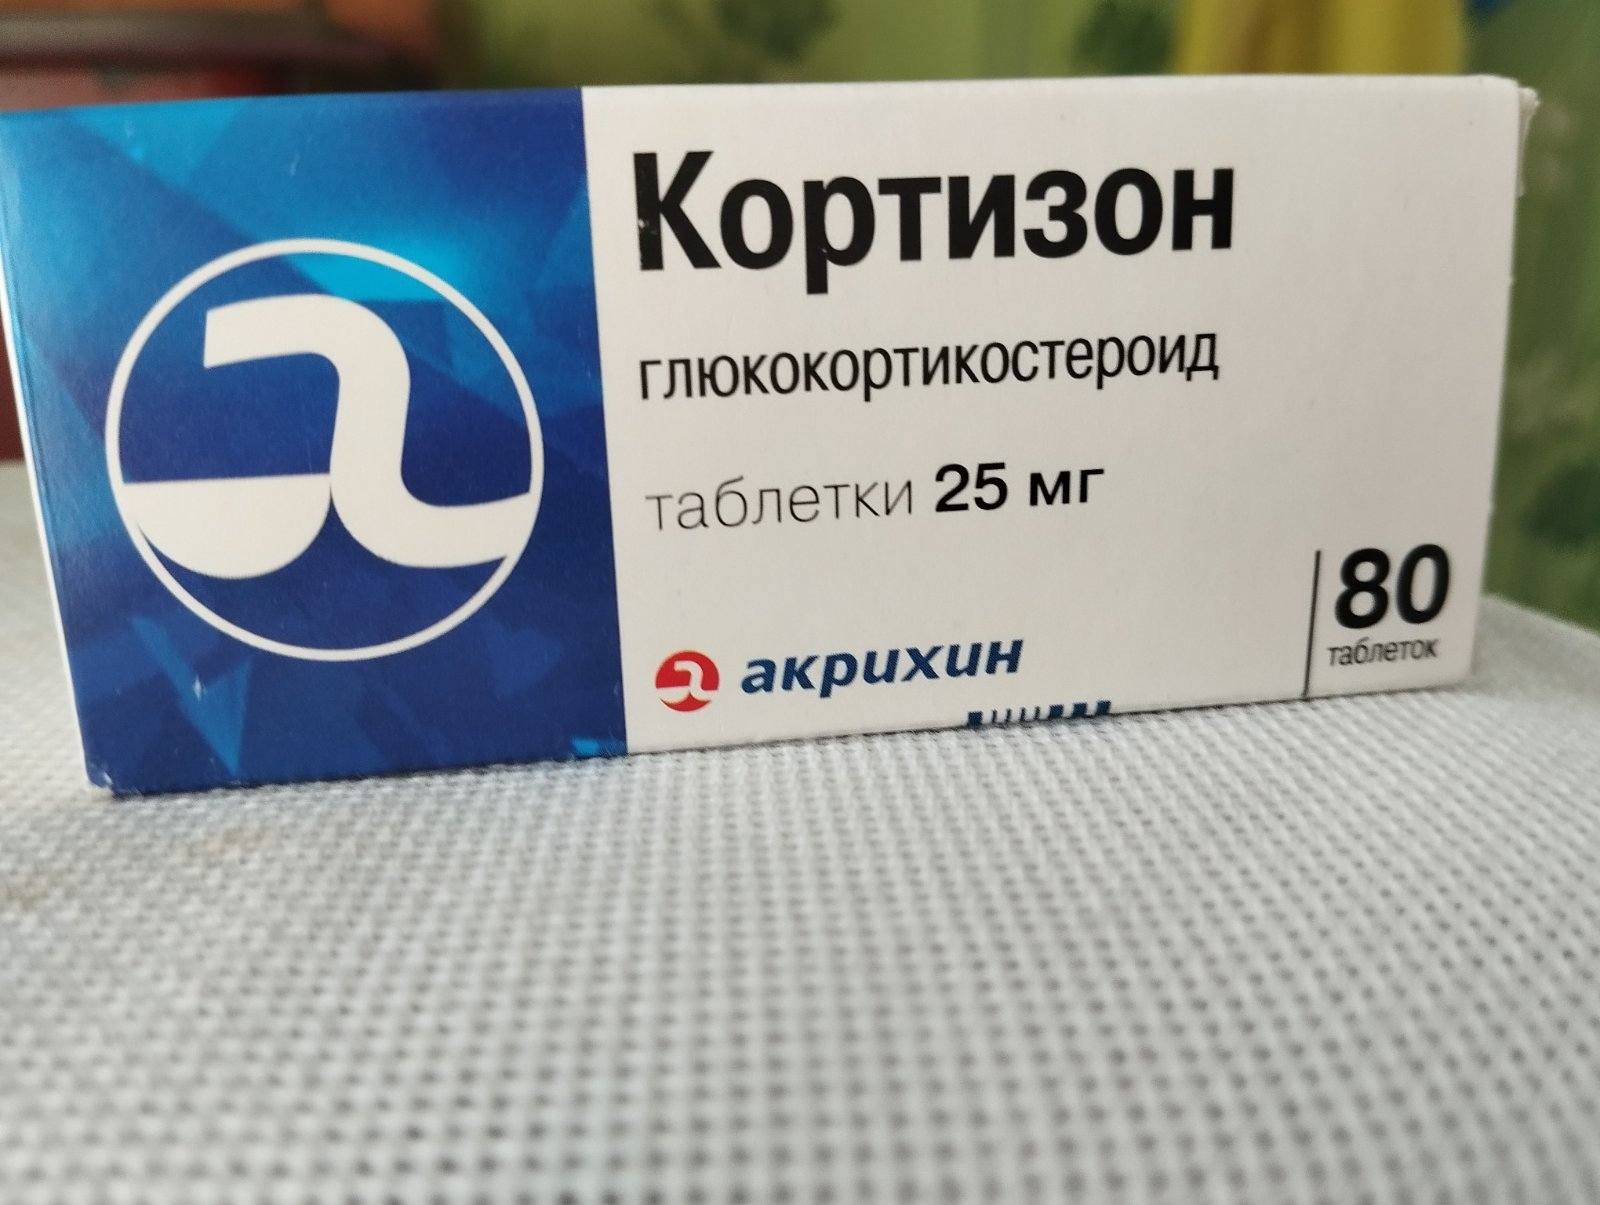 Кортизон
глюкокортикостероид
таблетки 25 мг
акрихин
80
таблеток